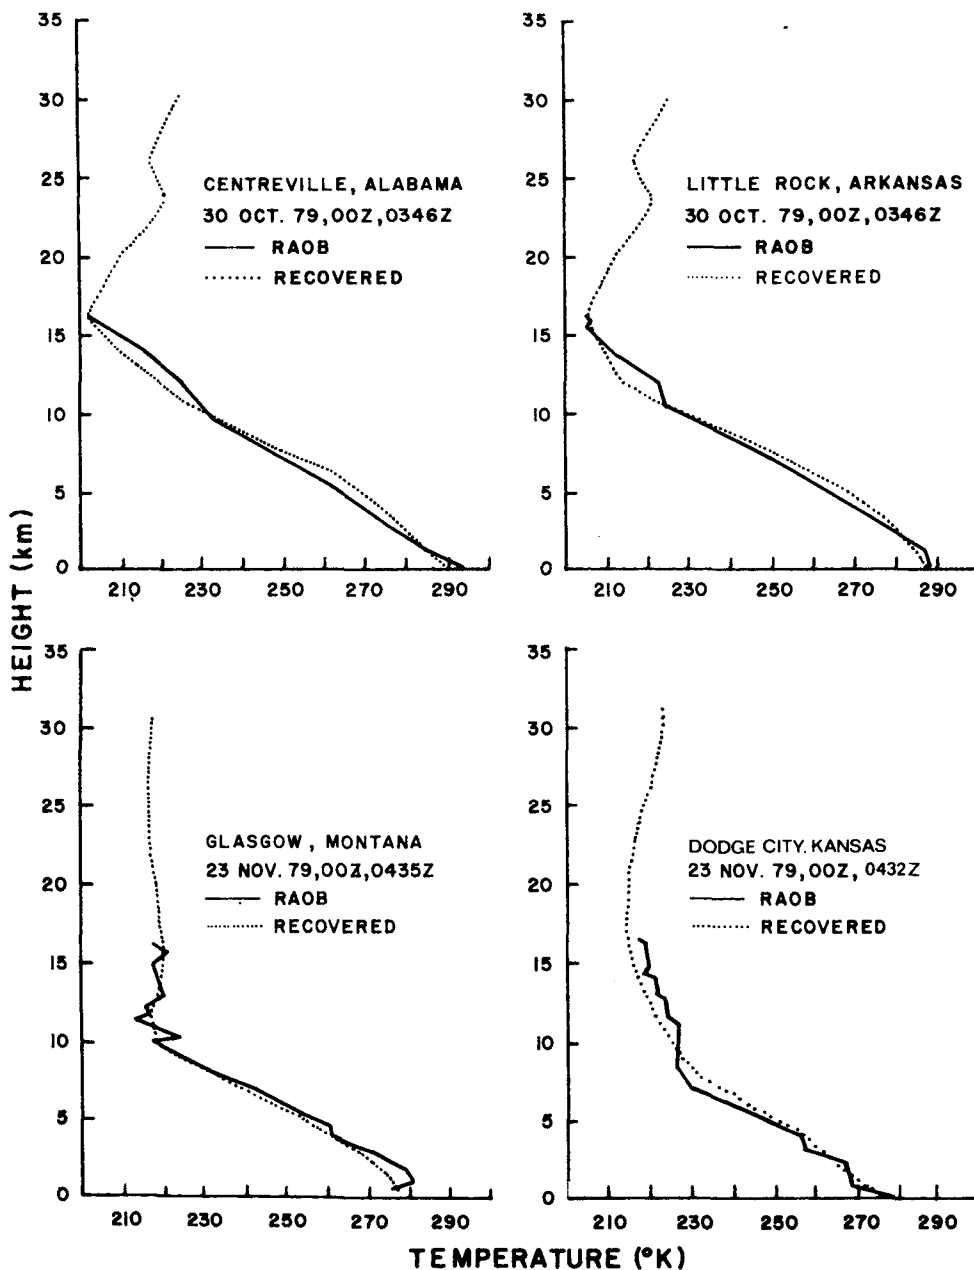 35
30
25
20
15
10
5
0
CENTREVILLE, ALABAMA
30 OCT. 79,00Z,0346Z
RAOB
RECOVERED
210 230 250 270 290
35
30
25
20
15
10
5
0
LITTLE ROCK, ARKANSAS
30 OCT. 79,00Z,0346Z
RAOB
RECOVERED
210 230 250 270 290
HEIGHT (km)
35
30
25
20
15
10
5
0
GLASGOW, MONTANA
23 NOV. 79,00Z,0435Z
RAOB
RECOVERED
210 230 250 270 290
35
30
25
20
15
10
5
0
DODGE CITY. KANSAS
23 NOV. 79,00Z, 0432Z
RAOB
RECOVERED
210 230 250 270 290
TEMPERATURE (°K)